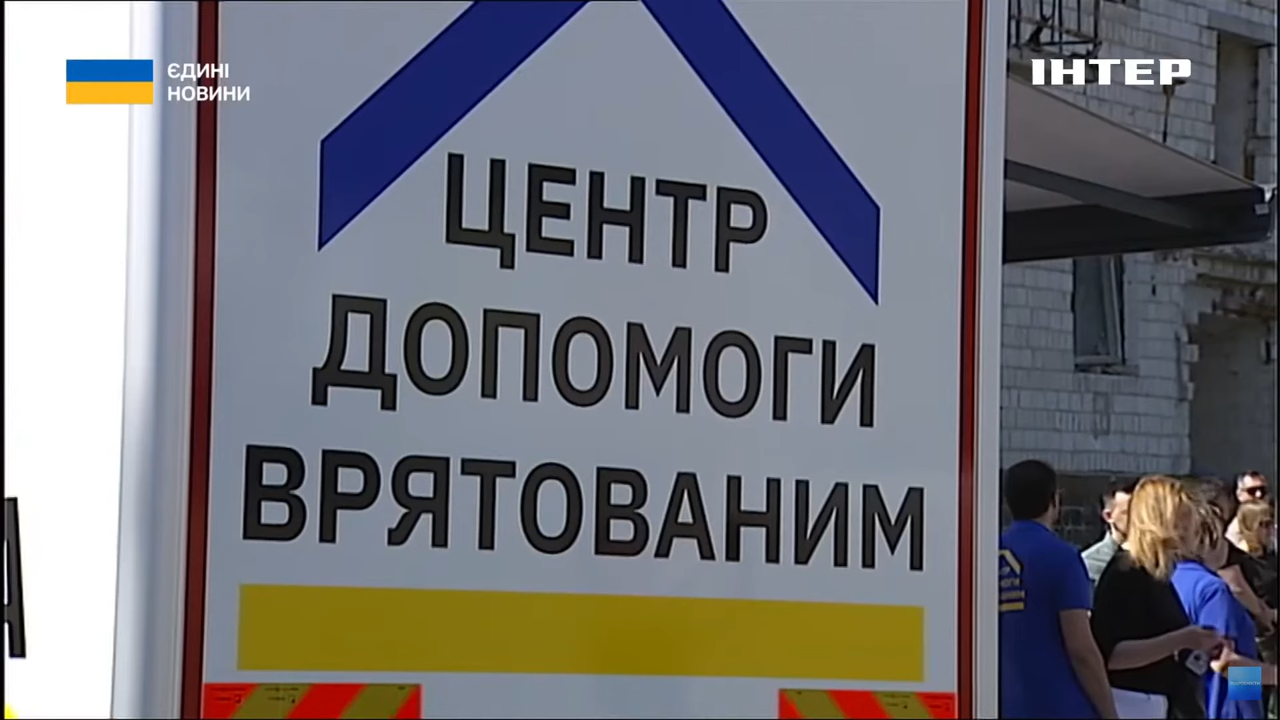 ЄДИНІ
НОВИНИ
ІНТЕР
ЦЕНТР
ДОПОМОГИ
ВРЯТОВАНИМ